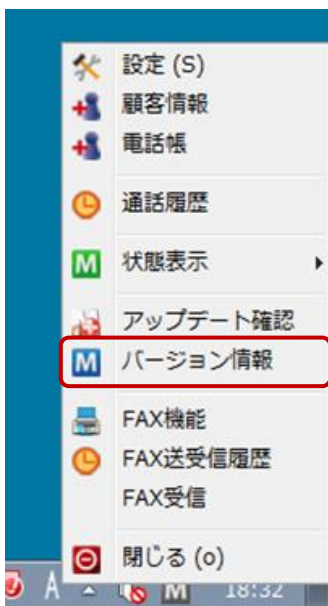 設定 (S)
顧客情報
電話帳
通話履歴
状態表示
アップデート確認
バージョン情報
FAX機能
FAX送受信履歴
FAX受信
閉じる (o)
A M 18:32